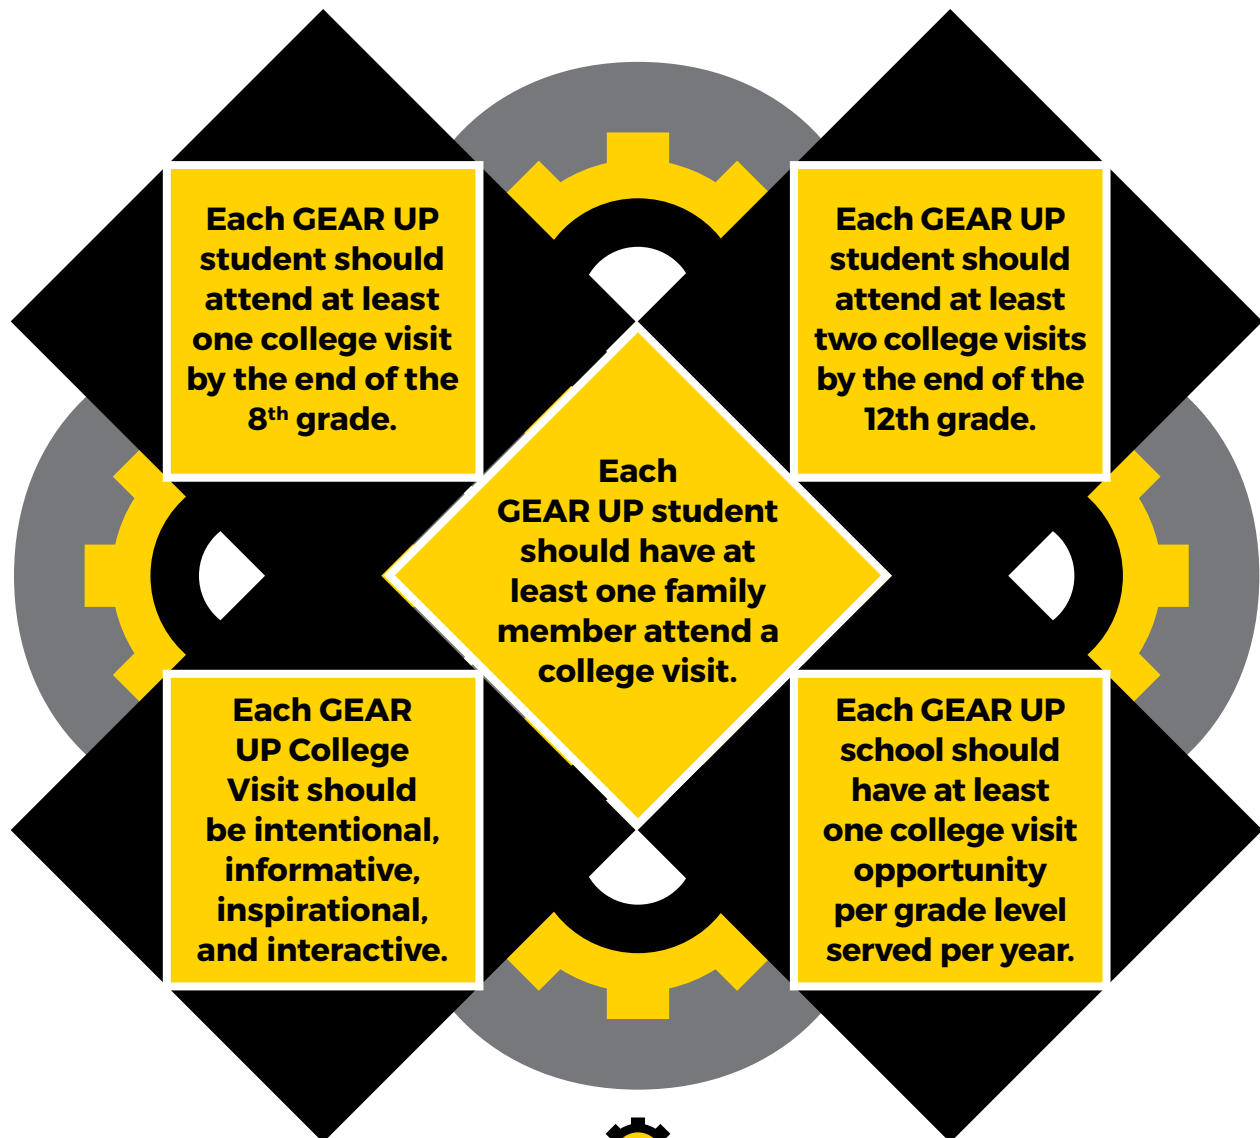 Each GEAR UP
student should
attend at least
one college visit
by the end of the
8th grade.
Each GEAR UP
student should
attend at least
two college visits
by the end of the
12th grade.
Each
GEAR UP student
should have at
least one family
member attend a
college visit.
Each GEAR
UP College
Visit should
be intentional,
informative,
inspirational,
and interactive.
Each GEAR UP
school should
have at least
one college visit
opportunity
per grade level
served per year.